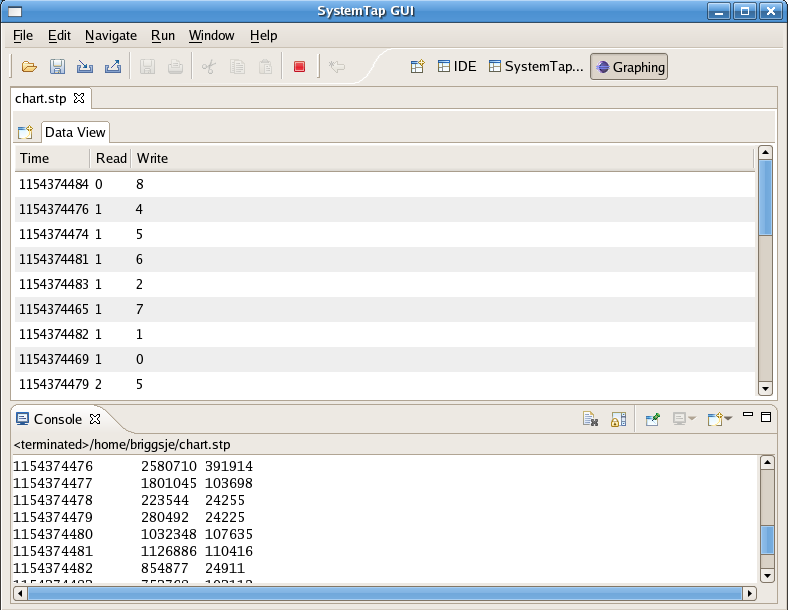 SystemTap GUI
File Edit Navigate Run Window Help
IDE SystemTap... Graphing
chart.stp
Data View
Time Read Write
1154374484 0 8
1154374476 1 4
1154374474 1 5
1154374481 1 6
1154374483 1 2
1154374465 1 7
1154374482 1 1
1154374469 1 0
1154374479 2 5
Console
<terminated>/home/briggsje/chart.stp
1154374476 2580710 391914
1154374477 1801045 103698
1154374478 223544 24255
1154374479 280492 24225
1154374480 1032348 107635
1154374481 1126886 110416
1154374482 854877 24911